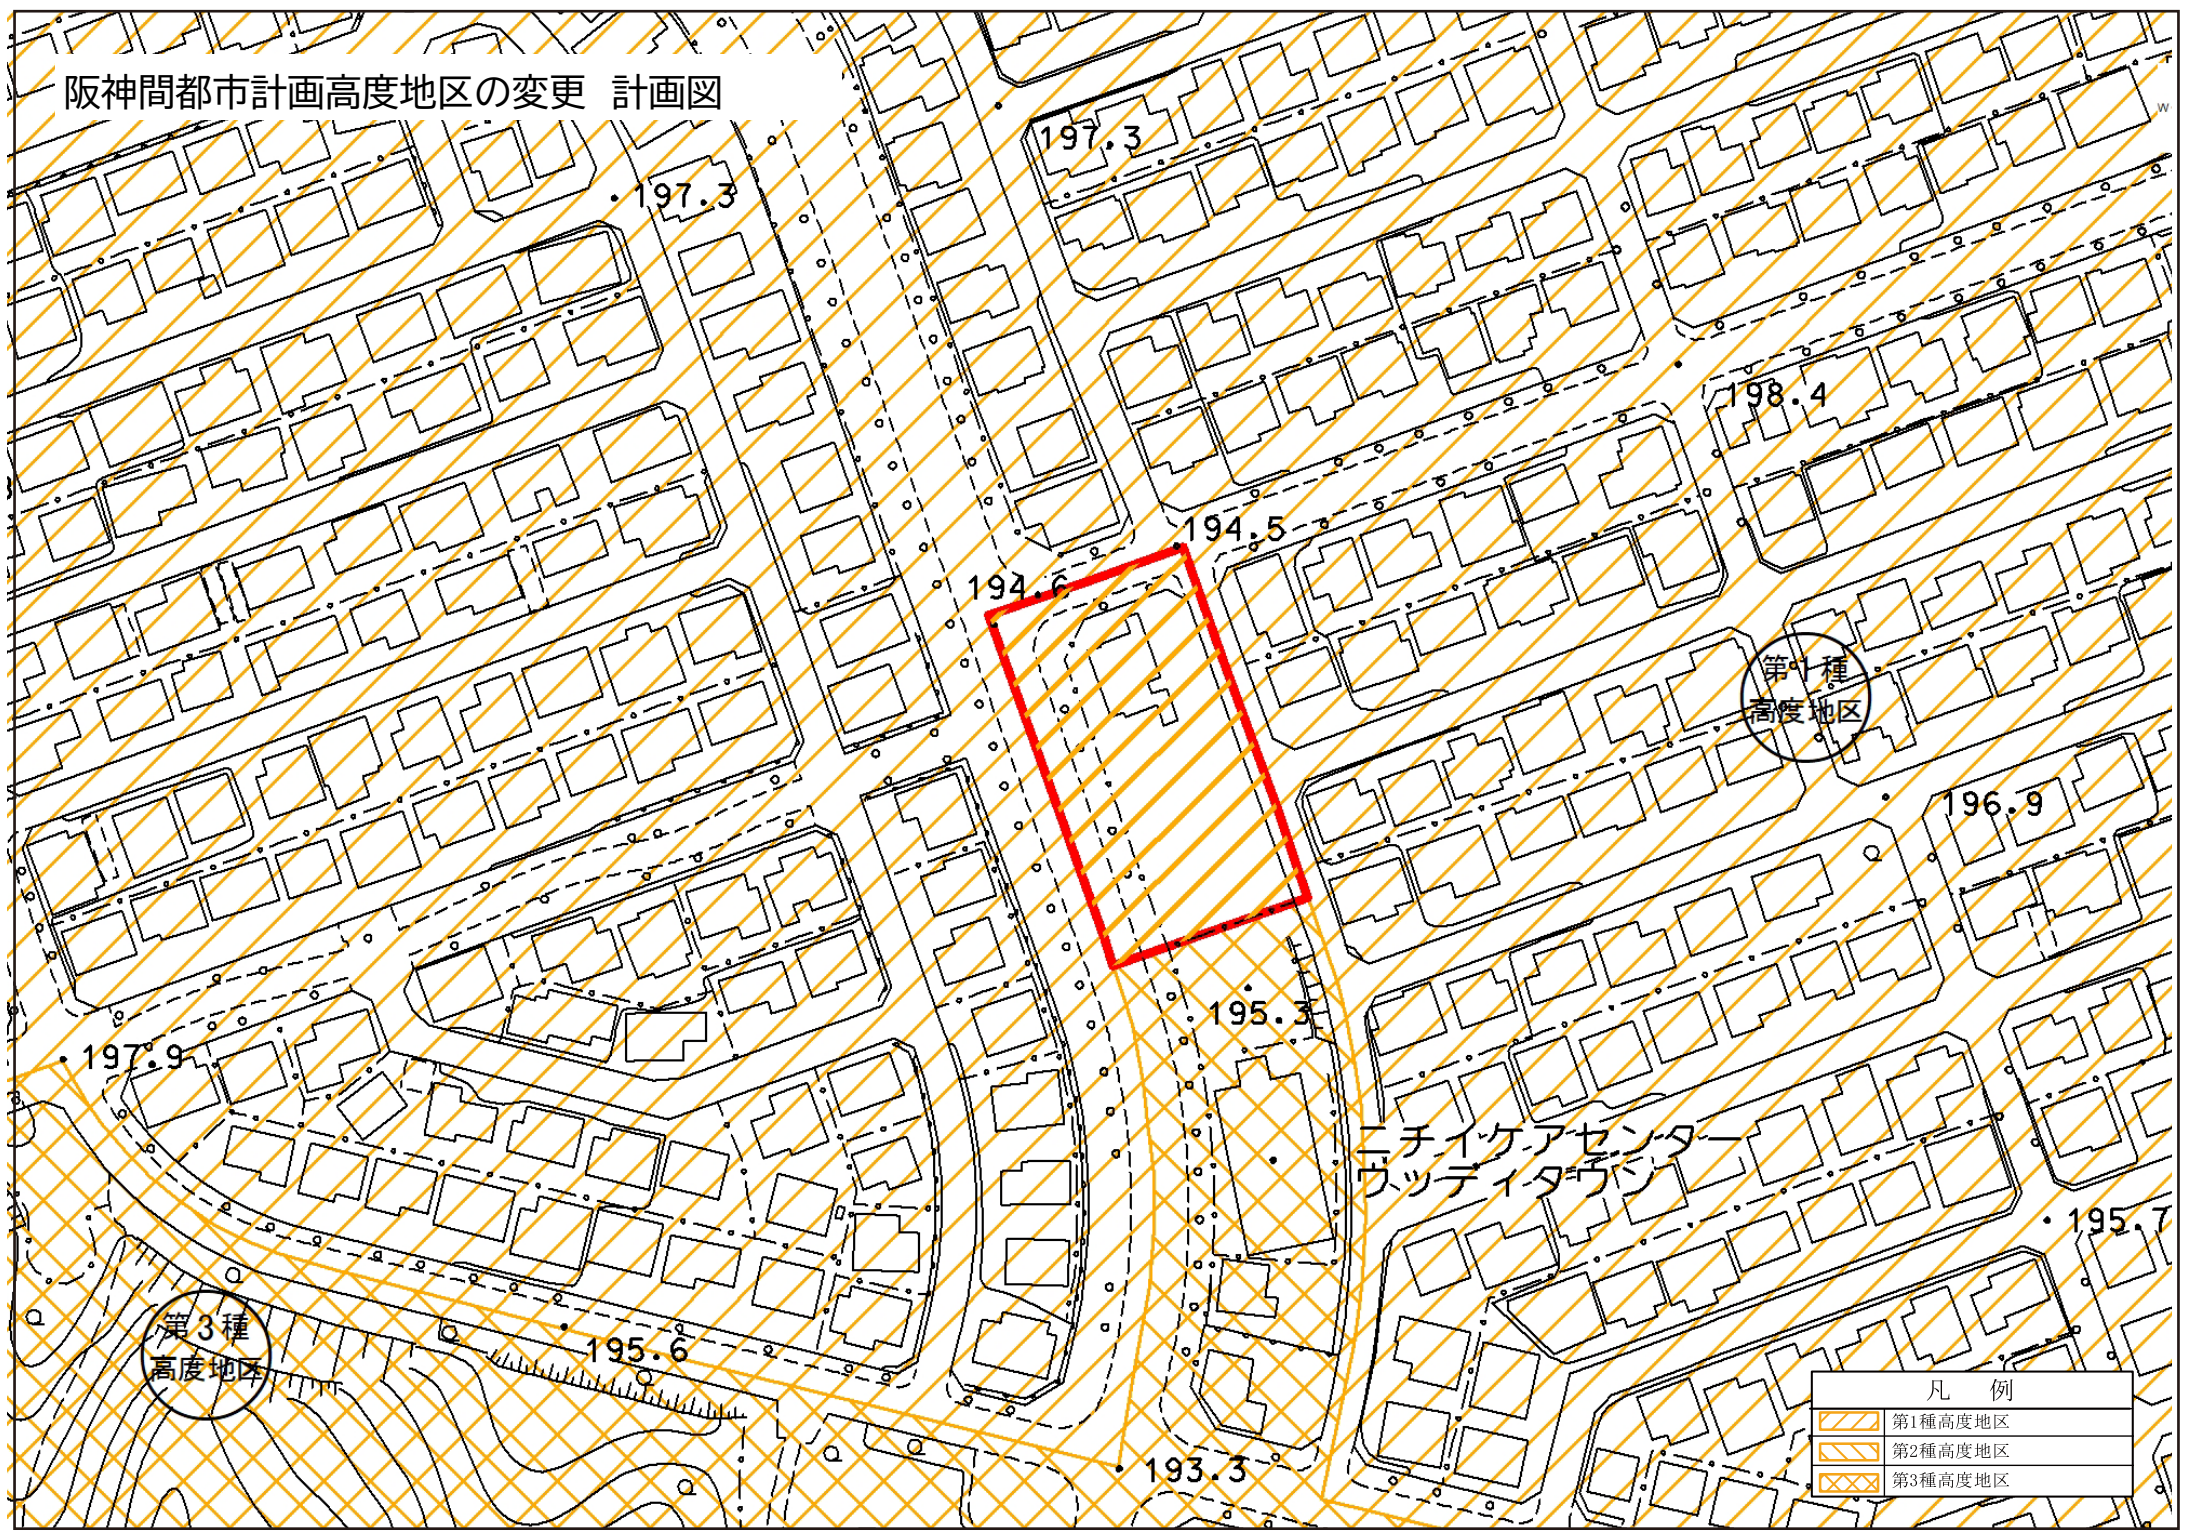 阪神間都市計画高度地区の変更 計画図
W
197.3
197.3
198.4
194.5
194.6
第1種
高度地区
196.9
195.3
197.9
ニチイケアセンター
ウッディタウン
195.7
第3種
高度地区
195.6
193.3
凡 例
第1種高度地区
第2種高度地区
第3種高度地区